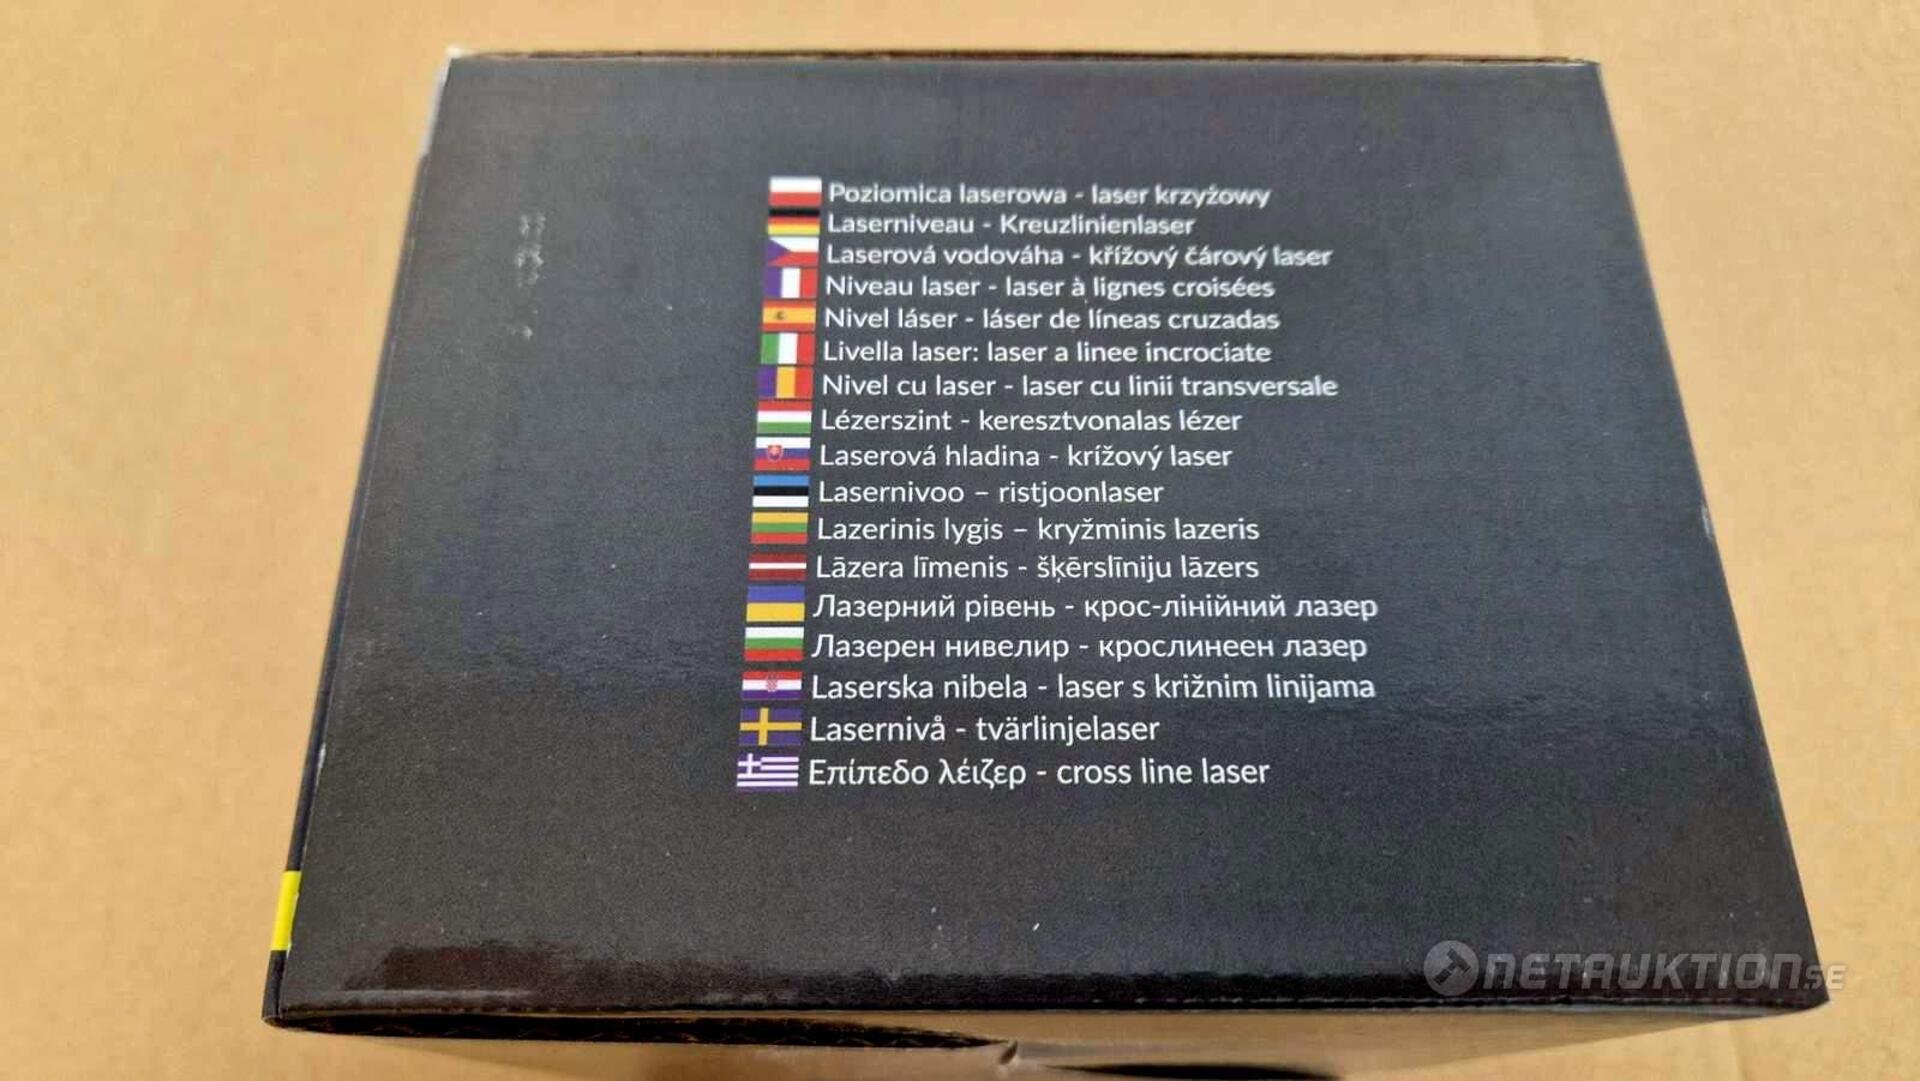 Poziomica laserowa - laser krzyżowy
Laserniveau - Kreuzlinienlaser
Laserová vodováha - křížový čárový laser
Niveau laser - laser à lignes croisées
Nivel láser - láser de líneas cruzadas
Livella laser: laser a linee incrociate
Nivel cu laser - laser cu linii transversale
Lézerszint - keresztvonalas lézer
Laserová hladina - krížový laser
Lasernivoo – ristjoonlaser
Lazerinis lygis – kryžminis lazeris
Lāzera līmenis - šķērslīniju lāzers
Лазерний рівень - крос-лінійний лазер
Лазерен нивелир - крослинеен лазер
Laserska nibela - laser s križnim linijama
Lasernivå - tvärlinjelaser
Επίπεδο λέιζερ - cross line laser
NETAUKTION.SE